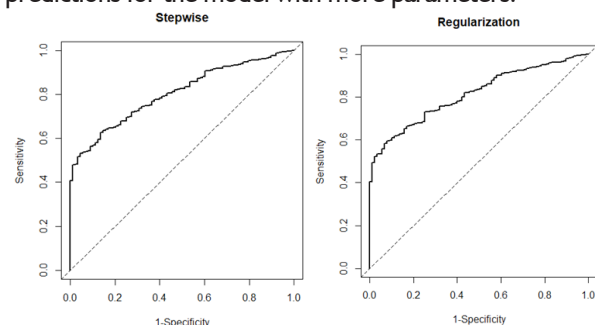 predictions for the model with more parameters.
Stepwise
Regularization
1.0
0.8
0.6
0.4
0.2
0.0
Sensitivity
0.0 0.2 0.4 0.6 0.8 1.0
1-Specificity
1.0
0.8
0.6
0.4
0.2
0.0
Sensitivity
0.0 0.2 0.4 0.6 0.8 1.0
1-Specificity